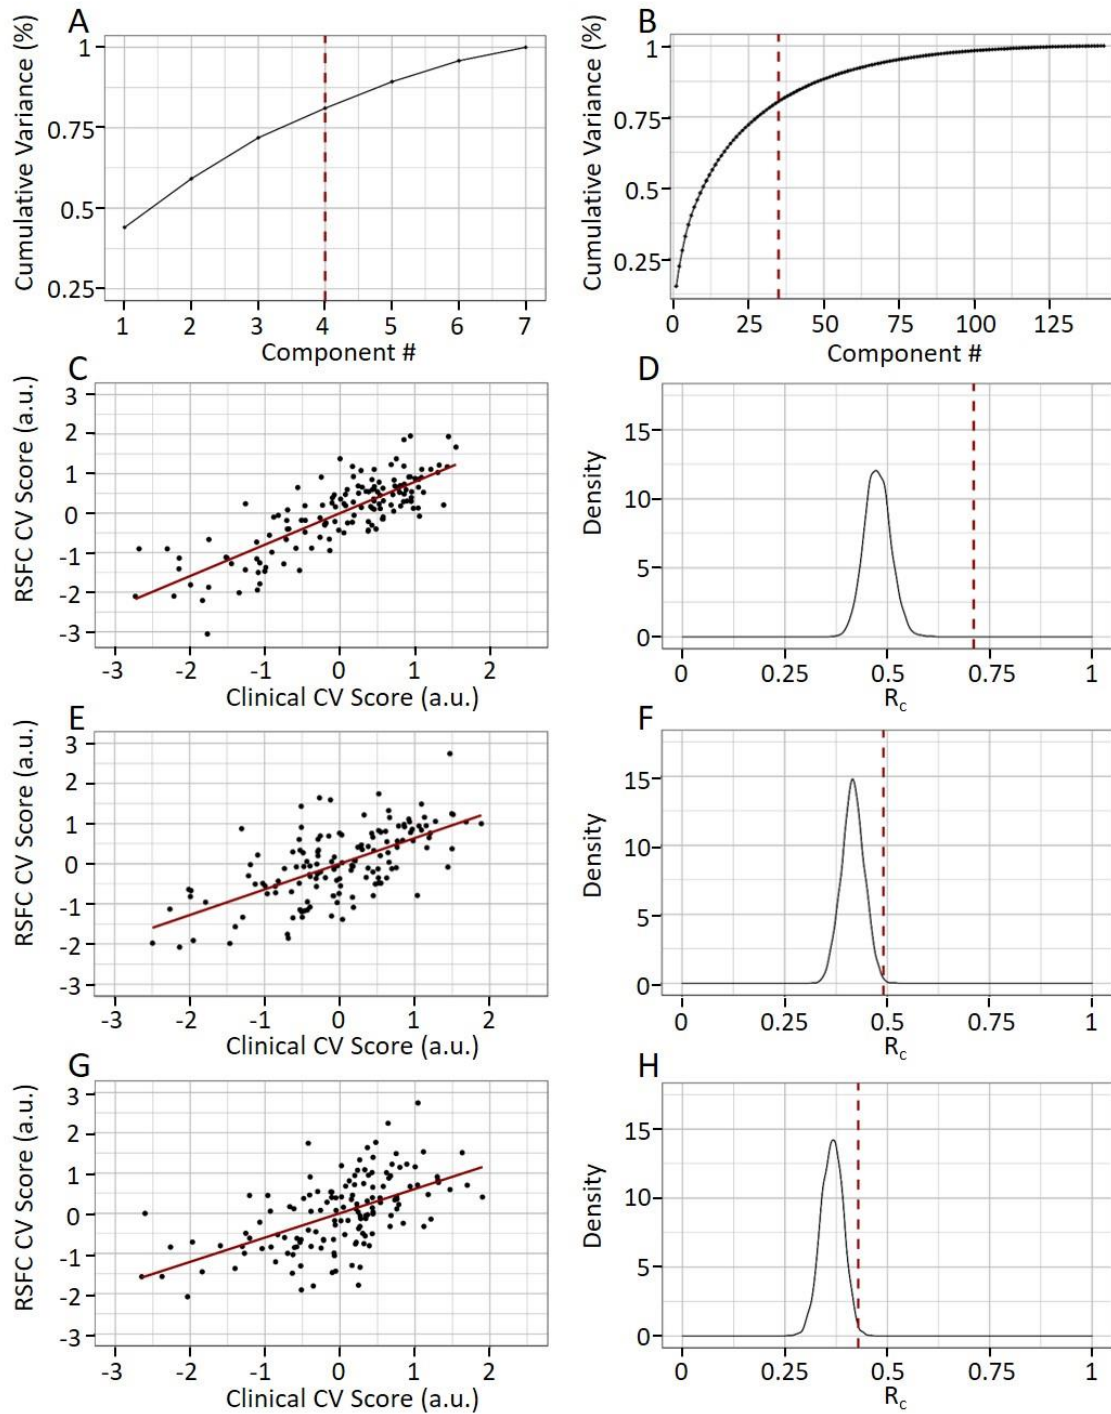 A
Cumulative Variance (%)
1
0.75
0.5
0.25
1 2 3 4 5 6 7
Component #
B
Cumulative Variance (%)
1
0.75
0.5
0.25
0 25 50 75 100 125
Component #
C
RSFC CV Score (a.u.)
3
2
1
0
-1
-2
-3
-3 -2 -1 0 1 2
Clinical CV Score (a.u.)
D
Density
15
10
5
0
0 0.25 0.5 0.75 1
Rc
E
RSFC CV Score (a.u.)
3
2
1
0
-1
-2
-3
-3 -2 -1 0 1 2
Clinical CV Score (a.u.)
F
Density
15
10
5
0
0 0.25 0.5 0.75 1
Rc
G
RSFC CV Score (a.u.)
3
2
1
0
-1
-2
-3
-3 -2 -1 0 1 2
Clinical CV Score (a.u.)
H
Density
15
10
5
0
0 0.25 0.5 0.75 1
Rc